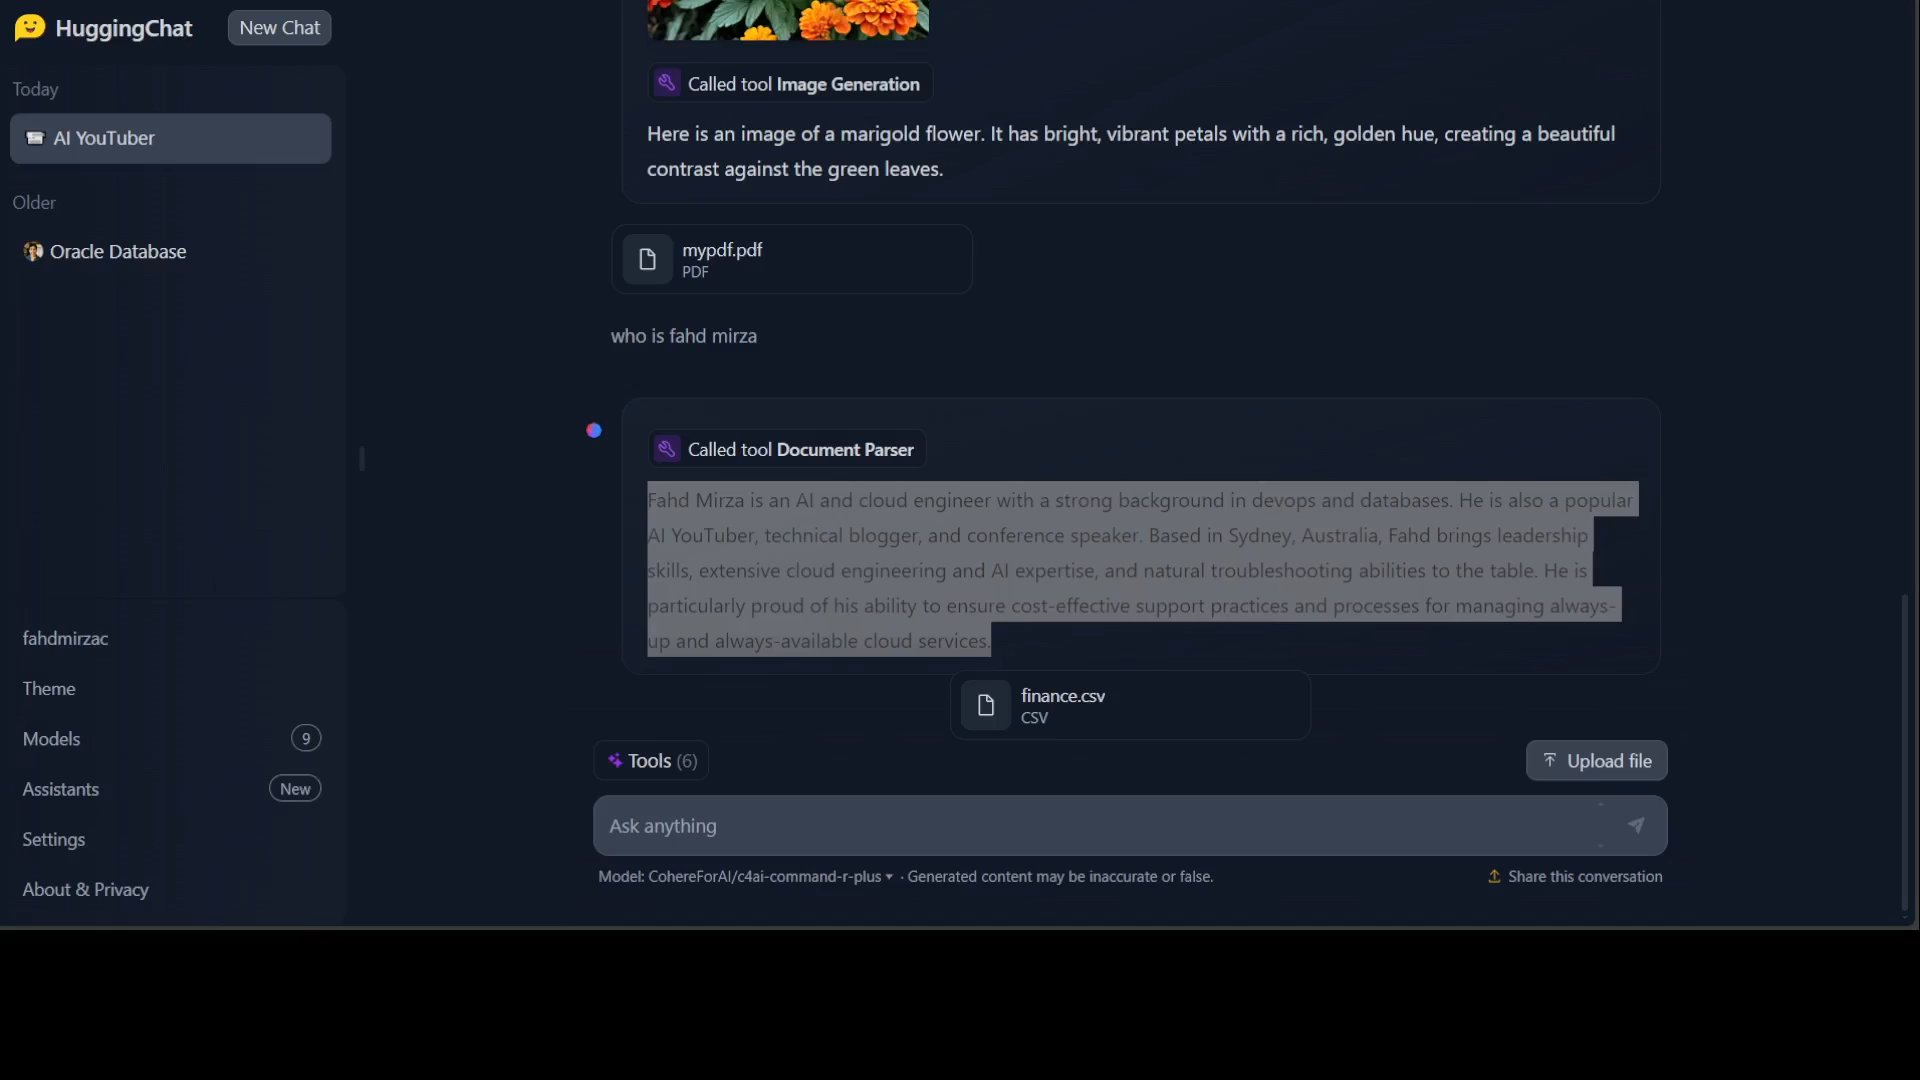 HuggingChat
New Chat
Today
AI YouTuber
Older
Oracle Database
fahdmirzac
Theme
Models
9
Assistants
New
Settings
About & Privacy
Called tool Image Generation
Here is an image of a marigold flower. It has bright, vibrant petals with a rich, golden hue, creating a beautiful
contrast against the green leaves.
mypdf.pdf
PDF
who is fahd mirza
Called tool Document Parser
Fahd Mirza is an AI and cloud engineer with a strong background in devops and databases. He is also a popular
AI YouTuber, technical blogger, and conference speaker. Based in Sydney, Australia, Fahd brings leadership
skills, extensive cloud engineering and AI expertise, and natural troubleshooting abilities to the table. He is
particularly proud of his ability to ensure cost-effective support practices and processes for managing always-
up and always-available cloud services.
finance.csv
CSV
Tools (6)
Upload file
Ask anything
Model: CohereForAI/c4ai-command-r-plus · Generated content may be inaccurate or false.
Share this conversation